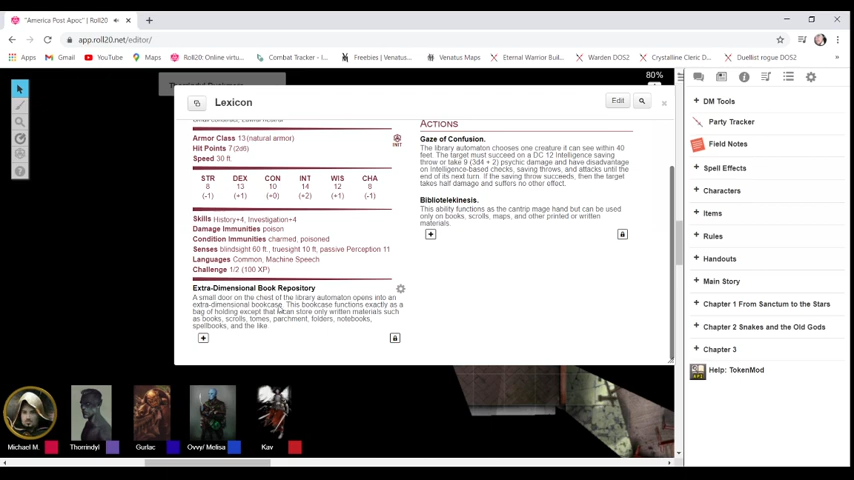 "America Post Apoc" | Roll20
app.roll20.net/editor/
Apps
Gmail
YouTube
Maps
Roll20: Online virtu...
Combat Tracker - I...
Freebies | Venatus...
Venatus Maps
Eternal Warrior Buil...
Warden DOS2
Crystalline Cleric D...
Duellist rogue DOS2
80%
Lexicon
Edit
Armor Class 13 (natural armor)
Hit Points 7 (2d6)
Speed 30 ft
STR DEX CON INT WIS CHA
8 13 10 14 12 8
(-1) (+1) (+0) (+2) (+1) (-1)
Skills History+4, Investigation+4
Damage Immunities poison
Condition Immunities charmed, poisoned
Senses blindsight 60 ft., truesight 10 ft, passive Perception 11
Languages Common, Machine Speech
Challenge 1/2 (100 XP)
Extra-Dimensional Book Repository
A small door on the chest of the library automaton opens into an
extra-dimensional bookcase. This bookcase functions exactly as a
bag of holding except that it can store only written materials such
as books, scrolls, tomes, parchment, folders, notebooks,
spellbooks, and the like
ACTIONS
Gaze of Confusion.
The library automaton chooses one creature it can see within 40
feet. The target must succeed on a DC 12 Intelligence saving
throw or take 9 (3d4 + 2) psychic damage and have disadvantage
on Intelligence-based checks, saving throws, and attacks until the
end of its next turn. If the saving throw succeeds, then the target
takes half damage and suffers no other effect.
Bibliotelekinesis.
This ability functions as the cantrip mage hand but can be used
only on books, scrolls, maps, and other printed or written
materials.
DM Tools
Party Tracker
Field Notes
Spell Effects
Characters
Items
Rules
Handouts
Main Story
Chapter 1 From Sanctum to the Stars
Chapter 2 Snakes and the Old Gods
Chapter 3
Help: TokenMod
Michael M.
Thorrindyl
Gurlac
Ovvy/ Melisa
Kav